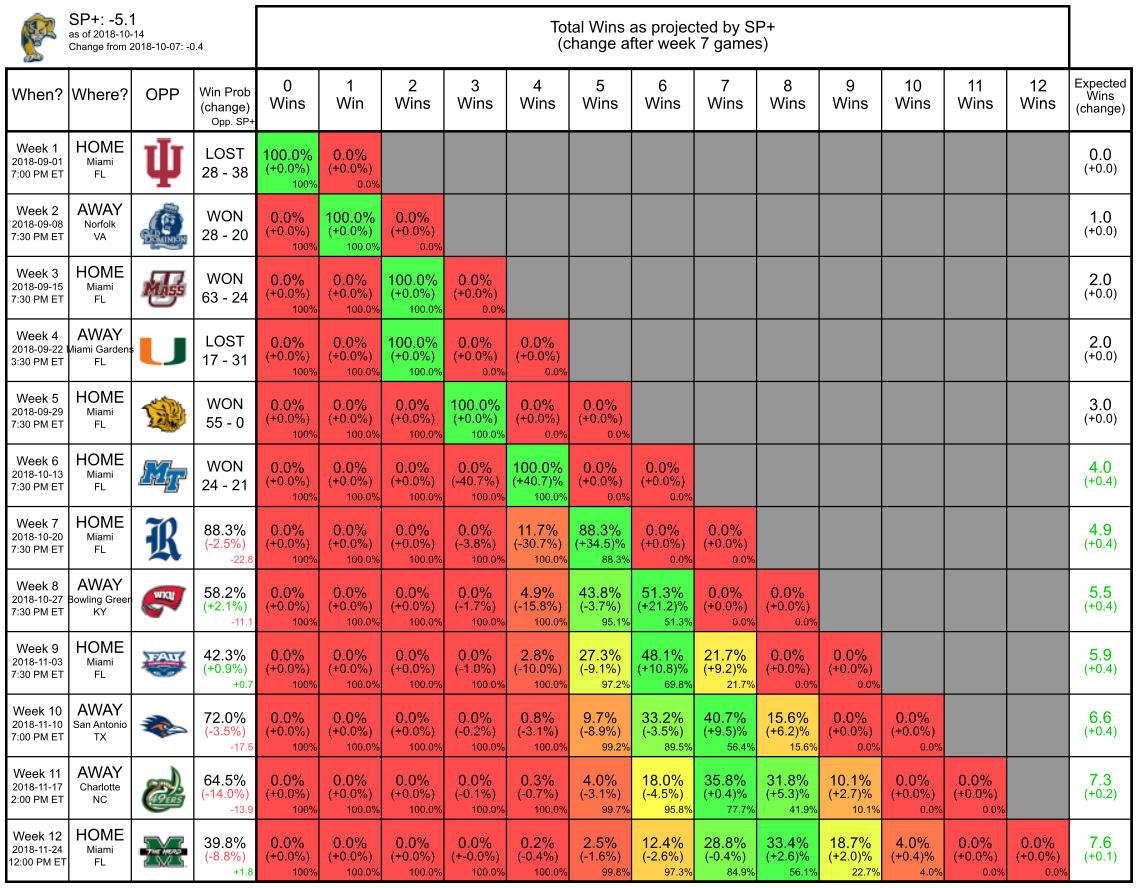 SP+: -5.1
as of 2018-10-14
Change from 2018-10-07: -0.4
Total Wins as projected by SP+
(change after week 7 games)
When? Where? OPP Win Prob (change) Opp. SP+ 0 Wins 1 Win 2 Wins 3 Wins 4 Wins 5 Wins 6 Wins 7 Wins 8 Wins 9 Wins 10 Wins 11 Wins 12 Wins Expected Wins (change)
Week 1 HOME LOST 100.0% 0.0% 0.0
2018-09-01 Miami (+0.0%) (+0.0%) (+0.0)
7:00 PM ET FL 28 - 38 100% 0.0%
Week 2 AWAY WON 0.0% 100.0% 0.0% 1.0
2018-09-08 Norfolk (+0.0%) (+0.0%) (+0.0%) (+0.0)
7:30 PM ET VA OLD DOMINION 28 - 20 100% 100.0% 0.0%
Week 3 HOME WON 0.0% 0.0% 100.0% 0.0% 2.0
2018-09-15 Miami MASS (+0.0%) (+0.0%) (+0.0%) (+0.0%) (+0.0)
7:30 PM ET FL 63 - 24 100% 100.0% 100.0% 0.0%
Week 4 AWAY LOST 0.0% 0.0% 100.0% 0.0% 0.0% 2.0
2018-09-22 Miami Gardens (+0.0%) (+0.0%) (+0.0%) (+0.0%) (+0.0%) (+0.0)
3:30 PM ET FL 17 - 31 100% 100.0% 100.0% 0.0% 0.0%
Week 5 HOME WON 0.0% 0.0% 0.0% 100.0% 0.0% 0.0% 3.0
2018-09-29 Miami (+0.0%) (+0.0%) (+0.0%) (+0.0%) (+0.0%) (+0.0%) (+0.0)
7:30 PM ET FL 55 - 0 100% 100.0% 100.0% 100.0% 0.0% 0.0%
Week 6 HOME MT WON 0.0% 0.0% 0.0% 0.0% 100.0% 0.0% 0.0% 4.0
2018-10-13 Miami (+0.0%) (+0.0%) (+0.0%) (-40.7%) (+40.7)% (+0.0%) (+0.0%) (+0.4)
7:30 PM ET FL 24 - 21 100% 100.0% 100.0% 100.0% 100.0% 0.0% 0.0%
Week 7 HOME R 88.3% 0.0% 0.0% 0.0% 0.0% 11.7% 88.3% 0.0% 0.0% 4.9
2018-10-20 Miami (-2.5%) (+0.0%) (+0.0%) (+0.0%) (-3.8%) (-30.7%) (+34.5)% (+0.0%) (+0.0%) (+0.4)
7:30 PM ET FL -22.8 100% 100.0% 100.0% 100.0% 100.0% 88.3% 0.0% 0.0%
Week 8 AWAY WKU 58.2% 0.0% 0.0% 0.0% 0.0% 4.9% 43.8% 51.3% 0.0% 0.0% 5.5
2018-10-27 Bowling Green (+2.1%) (+0.0%) (+0.0%) (+0.0%) (-1.7%) (-15.8%) (-3.7%) (+21.2)% (+0.0%) (+0.0%) (+0.4)
7:30 PM ET KY -11.1 100% 100.0% 100.0% 100.0% 100.0% 95.1% 51.3% 0.0% 0.0%
Week 9 HOME FAU 42.3% 0.0% 0.0% 0.0% 0.0% 2.8% 27.3% 48.1% 21.7% 0.0% 0.0% 5.9
2018-11-03 Miami (+0.9%) (+0.0%) (+0.0%) (+0.0%) (-1.0%) (-10.0%) (-9.1%) (+10.8)% (+9.2)% (+0.0%) (+0.0%) (+0.4)
7:30 PM ET FL +0.7 100% 100.0% 100.0% 100.0% 100.0% 97.2% 69.8% 21.7% 0.0% 0.0%
Week 10 AWAY 72.0% 0.0% 0.0% 0.0% 0.0% 0.8% 9.7% 33.2% 40.7% 15.6% 0.0% 0.0% 6.6
2018-11-10 San Antonio (-3.5%) (+0.0%) (+0.0%) (+0.0%) (-0.2%) (-3.1%) (-8.9%) (-3.5%) (+9.5)% (+6.2)% (+0.0%) (+0.0%) (+0.4)
7:00 PM ET TX -17.5 100% 100.0% 100.0% 100.0% 100.0% 99.2% 89.5% 56.4% 15.6% 0.0% 0.0%
Week 11 AWAY 64.5% 0.0% 0.0% 0.0% 0.0% 0.3% 4.0% 18.0% 35.8% 31.8% 10.1% 0.0% 0.0% 7.3
2018-11-17 Charlotte 49ERS (-14.0%) (+0.0%) (+0.0%) (+0.0%) (-0.1%) (-0.7%) (-3.1%) (-4.5%) (+0.4)% (+5.3)% (+2.7)% (+0.0%) (+0.0%) (+0.2)
2:00 PM ET NC -13.9 100% 100.0% 100.0% 100.0% 100.0% 99.7% 95.8% 77.7% 41.9% 10.1% 0.0% 0.0%
Week 12 HOME 39.8% 0.0% 0.0% 0.0% 0.0% 0.2% 2.5% 12.4% 28.8% 33.4% 18.7% 4.0% 0.0% 0.0% 7.6
2018-11-24 Miami THE HERD (-8.8%) (+0.0%) (+0.0%) (+0.0%) (+-0.0%) (-0.4%) (-1.6%) (-2.6%) (-0.4%) (+2.6)% (+2.0)% (+0.4)% (+0.0%) (+0.0%) (+0.1)
12:00 PM ET FL +1.8 100% 100.0% 100.0% 100.0% 100.0% 99.8% 97.3% 84.9% 56.1% 22.7% 4.0% 0.0% 0.0%